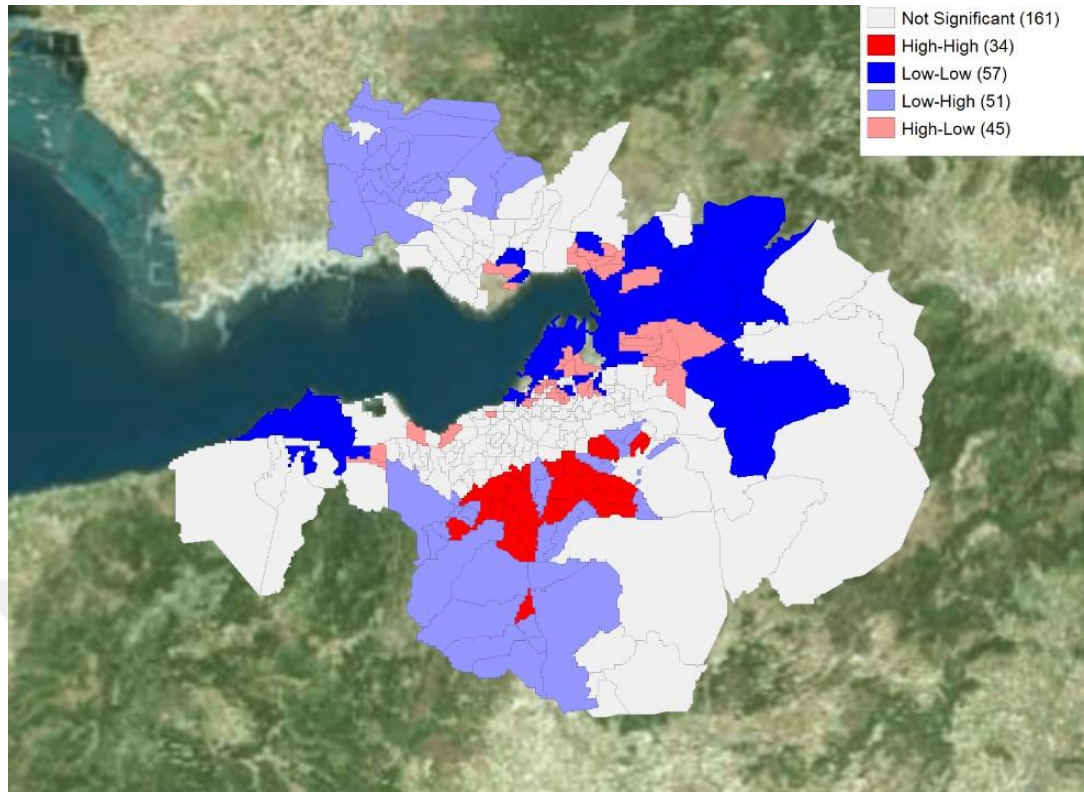 Not Significant (161)
High-High (34)
Low-Low (57)
Low-High (51)
High-Low (45)